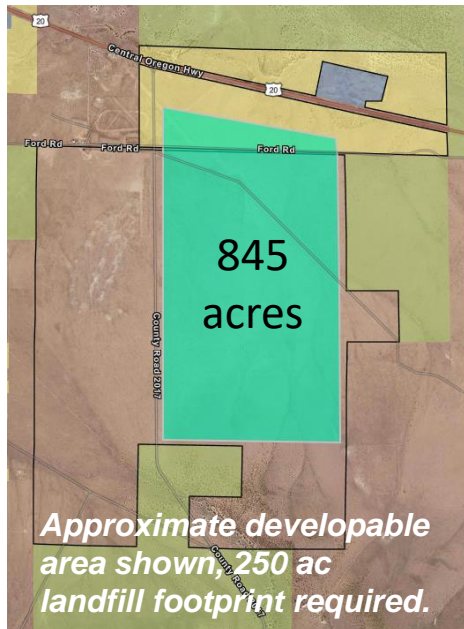 20
Central Oregon Hwy
20
Ford Rd
Ford Rd
Ford Rd
845
acres
County Road 2017
Approximate developable
area shown, 250 ac
landfill footprint required.